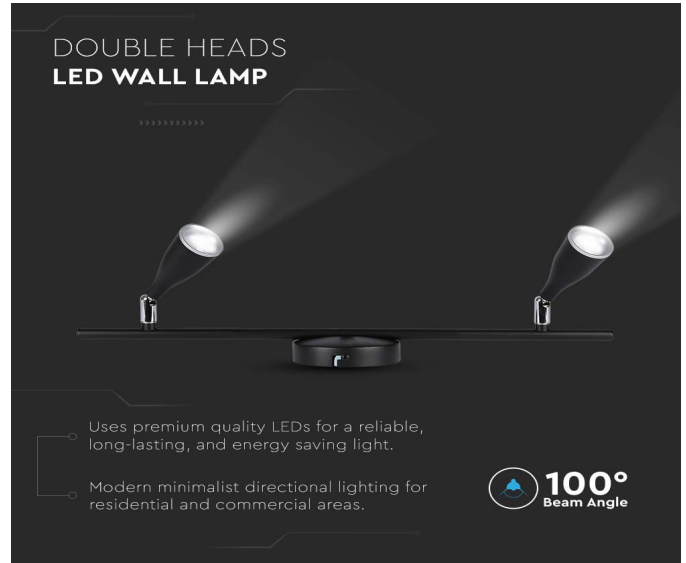 DOUBLE HEADS
LED WALL LAMP
Uses premium quality LEDs for a reliable,
long-lasting, and energy saving light.
Modern minimalist directional lighting for
residential and commercial areas.
100°
Beam Angle